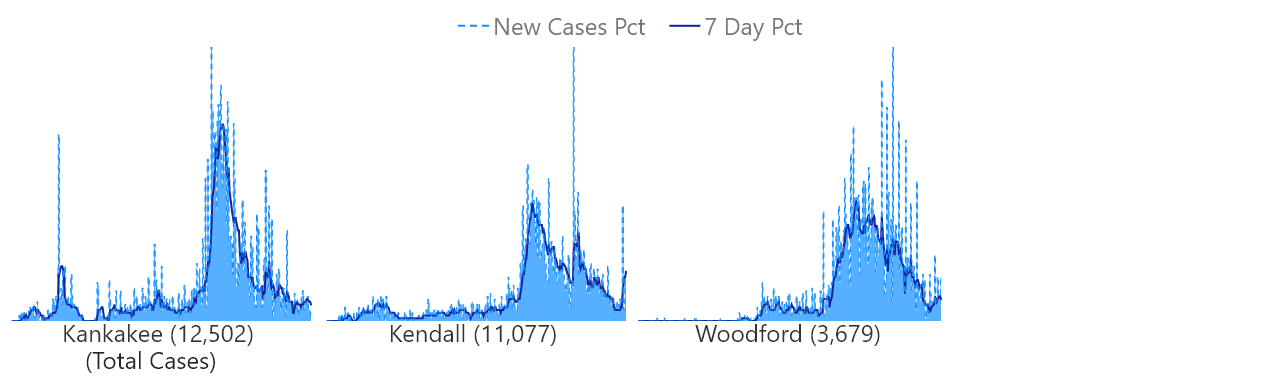 New Cases Pct 7 Day Pct
Kankakee (12,502) Kendall (11,077) Woodford (3,679)
(Total Cases)